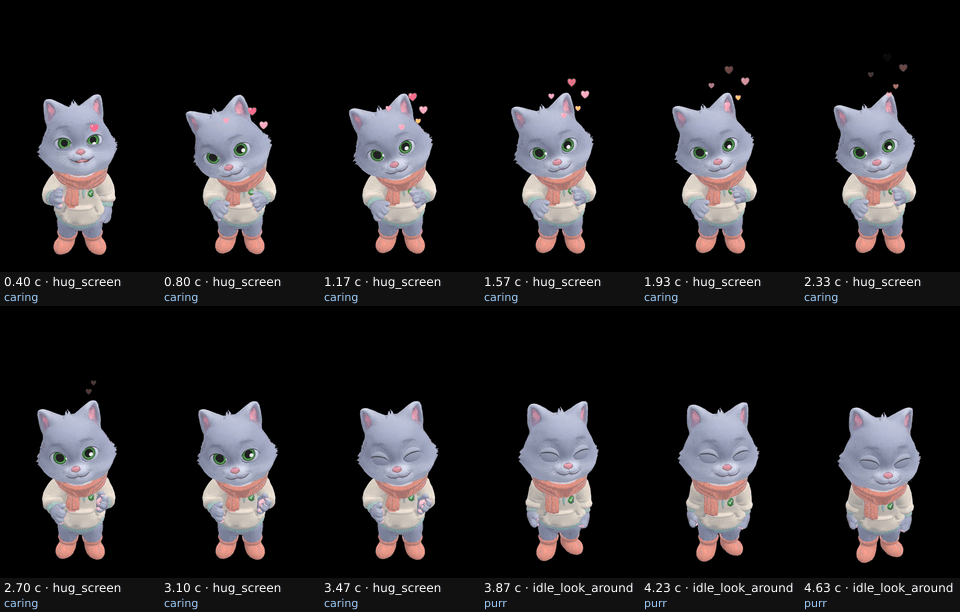 0.40 c · hug_screen
caring
0.80 c · hug_screen
caring
1.17 c · hug_screen
caring
1.57 c · hug_screen
caring
1.93 c · hug_screen
caring
2.33 c · hug_screen
caring
2.70 c · hug_screen
caring
3.10 c · hug_screen
caring
3.47 c · hug_screen
caring
3.87 c · idle_look_around
purr
4.23 c · idle_look_around
purr
4.63 c · idle_look_around
purr